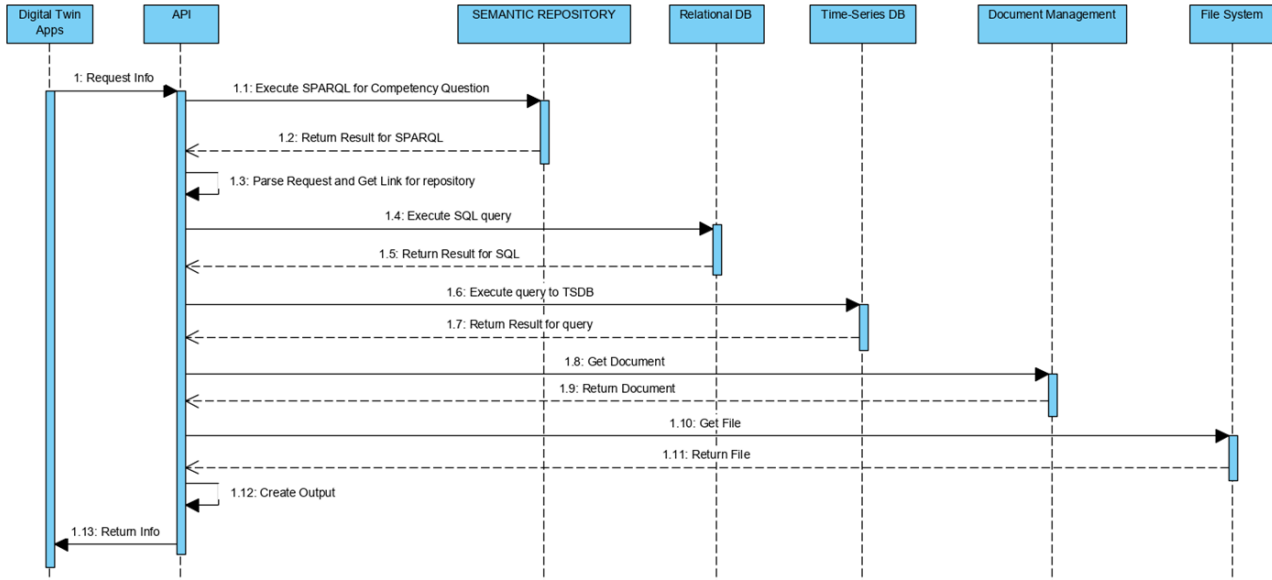 Digital Twin
Apps
API
SEMANTIC REPOSITORY
Relational DB
Time-Series DB
Document Management
File System
1: Request Info
1.1: Execute SPARQL for Competency Question
1.2: Return Result for SPARQL
1.3: Parse Request and Get Link for repository
1.4: Execute SQL query
1.5: Return Result for SQL
1.6: Execute query to TSDB
1.7: Return Result for query
1.8: Get Document
1.9: Return Document
1.10: Get File
1.11: Return File
1.12: Create Output
1.13: Return Info